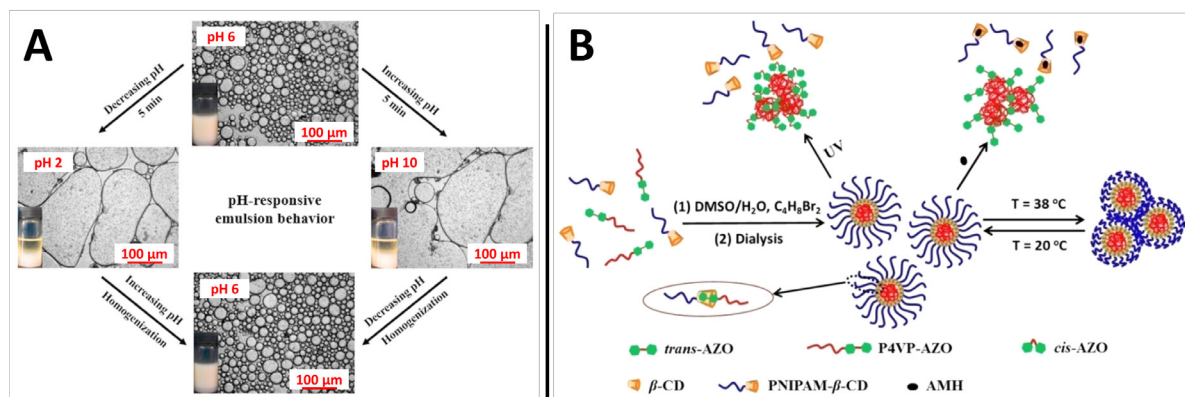 A
pH 6
100 µm
Decreasing pH
5 min
Increasing pH
5 min
pH 2
100 µm
pH-responsive
emulsion behavior
pH 10
100 µm
Increasing pH
Homogenization
pH 6
100 µm
Decreasing pH
Homogenization
B
UV
(1) DMSO/H₂O, C₄H₈Br₂
(2) Dialysis
T = 38 °C
T = 20 °C
trans-AZO
P4VP-AZO
cis-AZO
β-CD
PNIPAM-β-CD
AMH